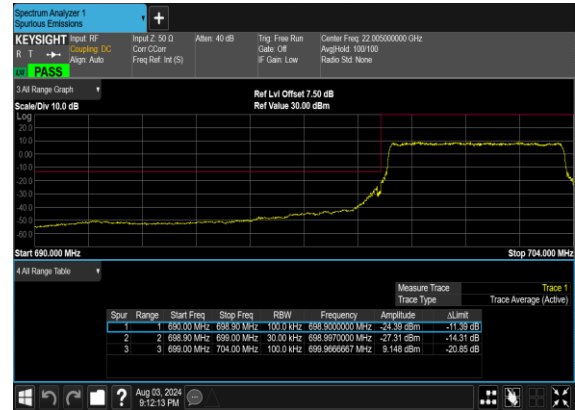 Spectrum Analyzer 1
Spurious Emissions
+
KEYSIGHT
R T
Input: RF
Coupling: DC
Align: Auto
Input Z: 50 Ω
Corr CCorr
Freq Ref: Int (S)
Atten: 40 dB
Trig: Free Run
Gate: Off
IF Gain: Low
Center Freq: 22.005000000 GHz
Avg|Hold: 100/100
Radio Std: None
PASS
3 All Range Graph
Ref Lvl Offset 7.50 dB
Scale/Div 10.0 dB
Ref Value 30.00 dBm
Log
20.0
10.0
0.00
-10.0
-20.0
-30.0
-40.0
-50.0
-60.0
Start 690.000 MHz
Stop 704.000 MHz
4 All Range Table
Measure Trace Trace 1
Trace Type Trace Average (Active)
Spur Range Start Freq Stop Freq RBW Frequency Amplitude ΔLimit
1 1 690.00 MHz 698.90 MHz 100.0 kHz 698.9000000 MHz -24.39 dBm -11.39 dB
2 2 698.90 MHz 699.00 MHz 30.00 kHz 698.9970000 MHz -27.31 dBm -14.31 dB
3 3 699.00 MHz 704.00 MHz 100.0 kHz 699.9666667 MHz 9.148 dBm -20.85 dB
?
Aug 03, 2024
9:12:13 PM